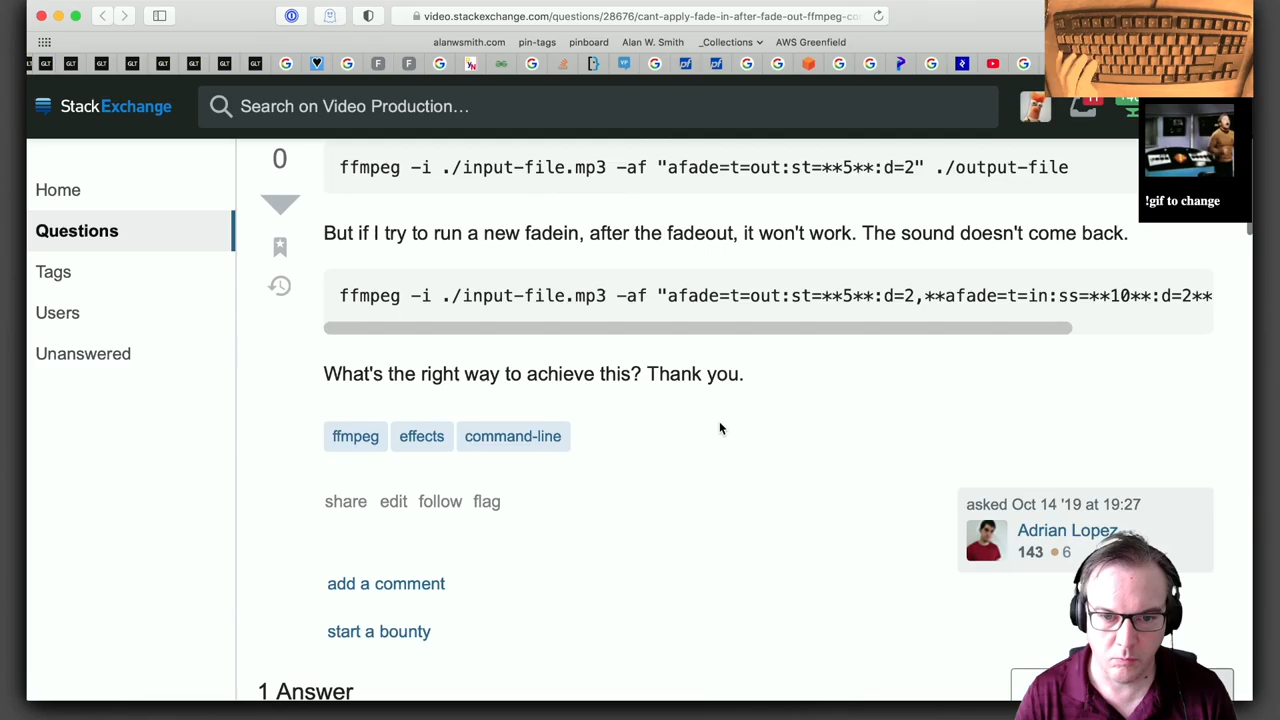 video.stackexchange.com/questions/28676/cant-apply-fade-in-after-fade-out-ffmpeg-co
alanwsmith.com pin-tags pinboard Alan W. Smith _Collections AWS Greenfield
StackExchange
Search on Video Production…
Home
Questions
Tags
Users
Unanswered
0
ffmpeg -i ./input-file.mp3 -af "afade=t=out:st=**5**:d=2" ./output-file
!gif to change
But if I try to run a new fadein, after the fadeout, it won't work. The sound doesn't come back.
ffmpeg -i ./input-file.mp3 -af "afade=t=out:st=**5**:d=2,**afade=t=in:ss=**10**:d=2**
What's the right way to achieve this? Thank you.
ffmpeg effects command-line
share edit follow flag
asked Oct 14 '19 at 19:27
Adrian Lopez
143 6
add a comment
start a bounty
1 Answer